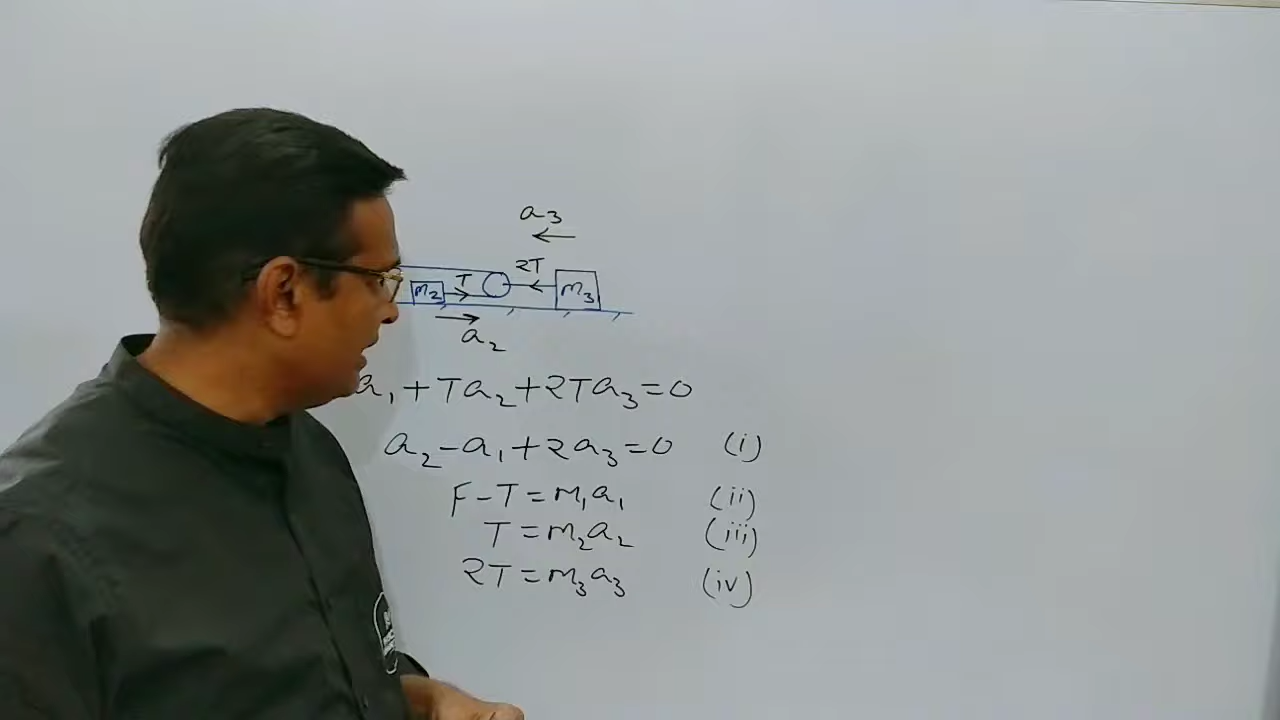 a₃
2T
T
m₂
m₃
a₂
a₁+Ta₂+2Ta₃=0
a₂-a₁+2a₃=0 (i)
F-T=m₁a₁ (ii)
T=m₂a₂ (iii)
2T=m₃a₃ (iv)